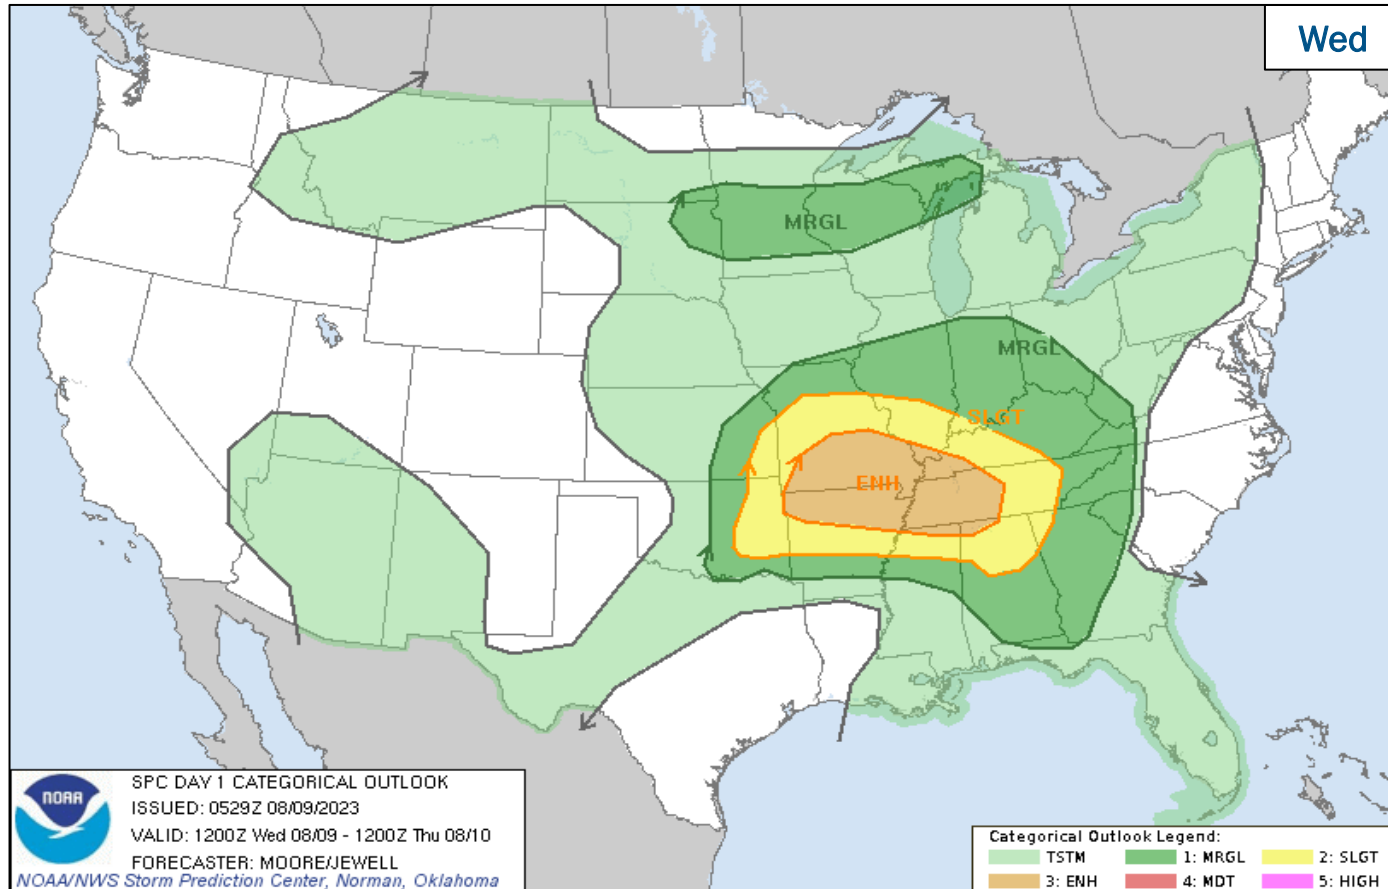 Wed
MRGL
MRGL
SLGT
ENH
NOAA
SPC DAY 1 CATEGORICAL OUTLOOK
ISSUED: 0529Z 08/09/2023
VALID: 1200Z Wed 08/09 - 1200Z Thu 08/10
FORECASTER: MOORE/JEWELL
NOAA/NWS Storm Prediction Center, Norman, Oklahoma
Categorical Outlook Legend:
TSTM 1: MRGL 2: SLGT
3: ENH 4: MDT 5: HIGH